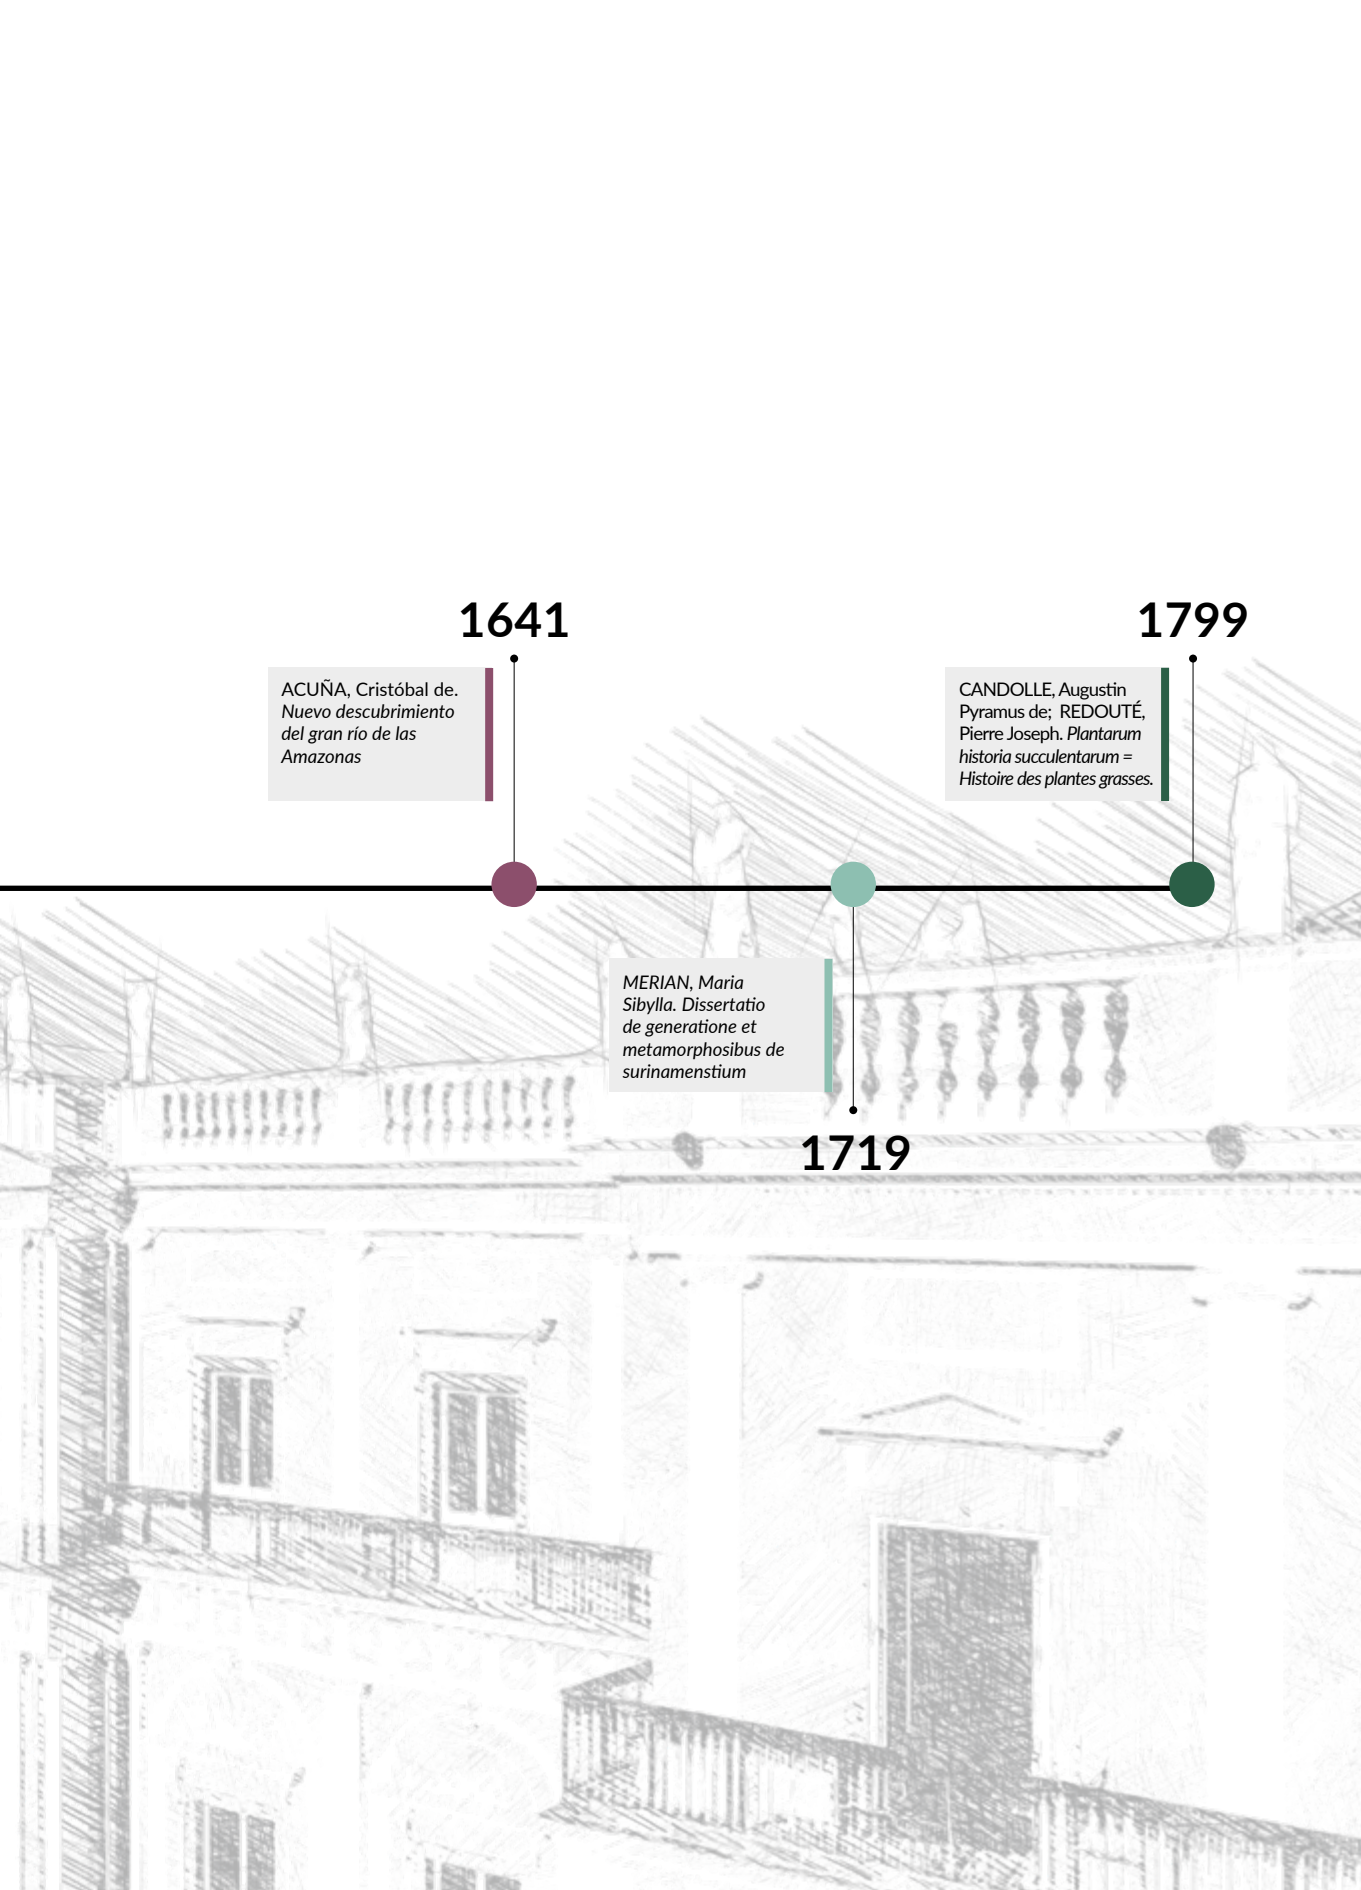 1641
ACUÑA, Cristóbal de.
Nuevo descubrimiento
del gran río de las
Amazonas
MERIAN, Maria
Sibylla. Dissertatio
de generatione et
metamorphosibus de
surinamenstium
1719
1799
CANDOLLE, Augustin
Pyramus de; REDOUTÉ,
Pierre Joseph. Plantarum
historia succulentarum =
Histoire des plantes grasses.